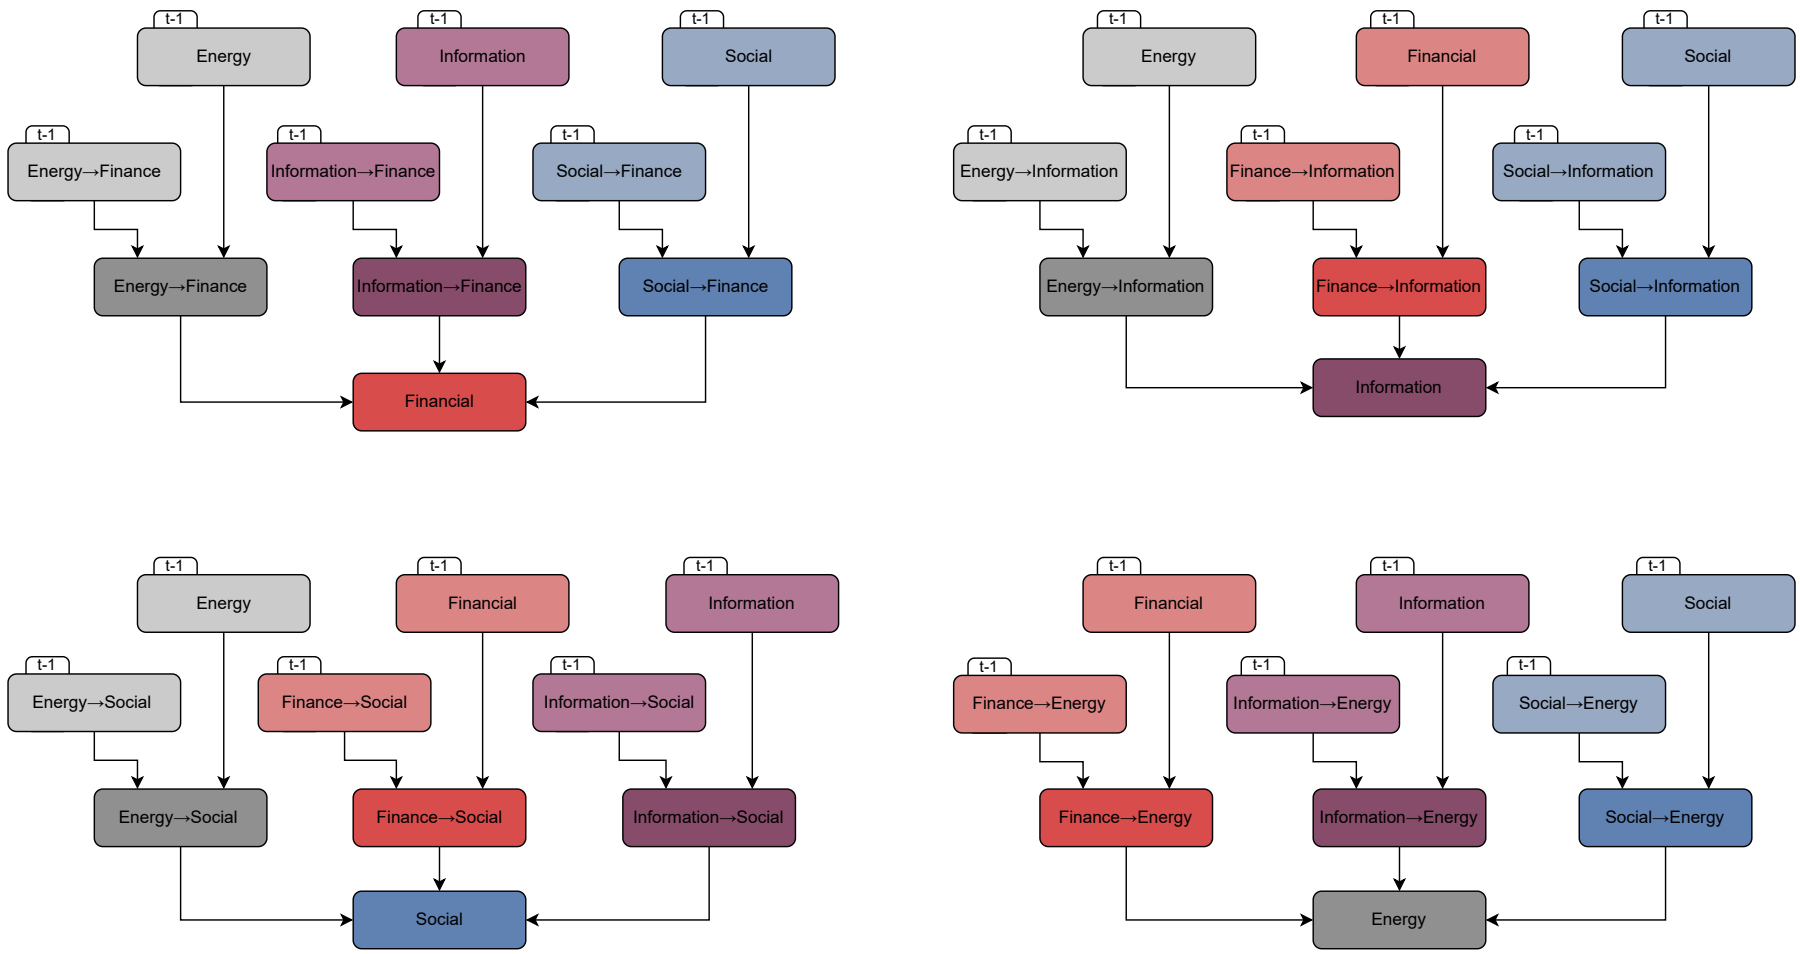 t-1
Energy
t-1
Information
t-1
Social
t-1
Energy→Finance
t-1
Information→Finance
t-1
Social→Finance
Energy→Finance
Information→Finance
Social→Finance
Financial
t-1
Energy
t-1
Financial
t-1
Social
t-1
Energy→Information
t-1
Finance→Information
t-1
Social→Information
Energy→Information
Finance→Information
Social→Information
Information
t-1
Energy
t-1
Financial
t-1
Information
t-1
Energy→Social
t-1
Finance→Social
t-1
Information→Social
Energy→Social
Finance→Social
Information→Social
Social
t-1
Financial
t-1
Information
t-1
Social
t-1
Finance→Energy
t-1
Information→Energy
t-1
Social→Energy
Finance→Energy
Information→Energy
Social→Energy
Energy